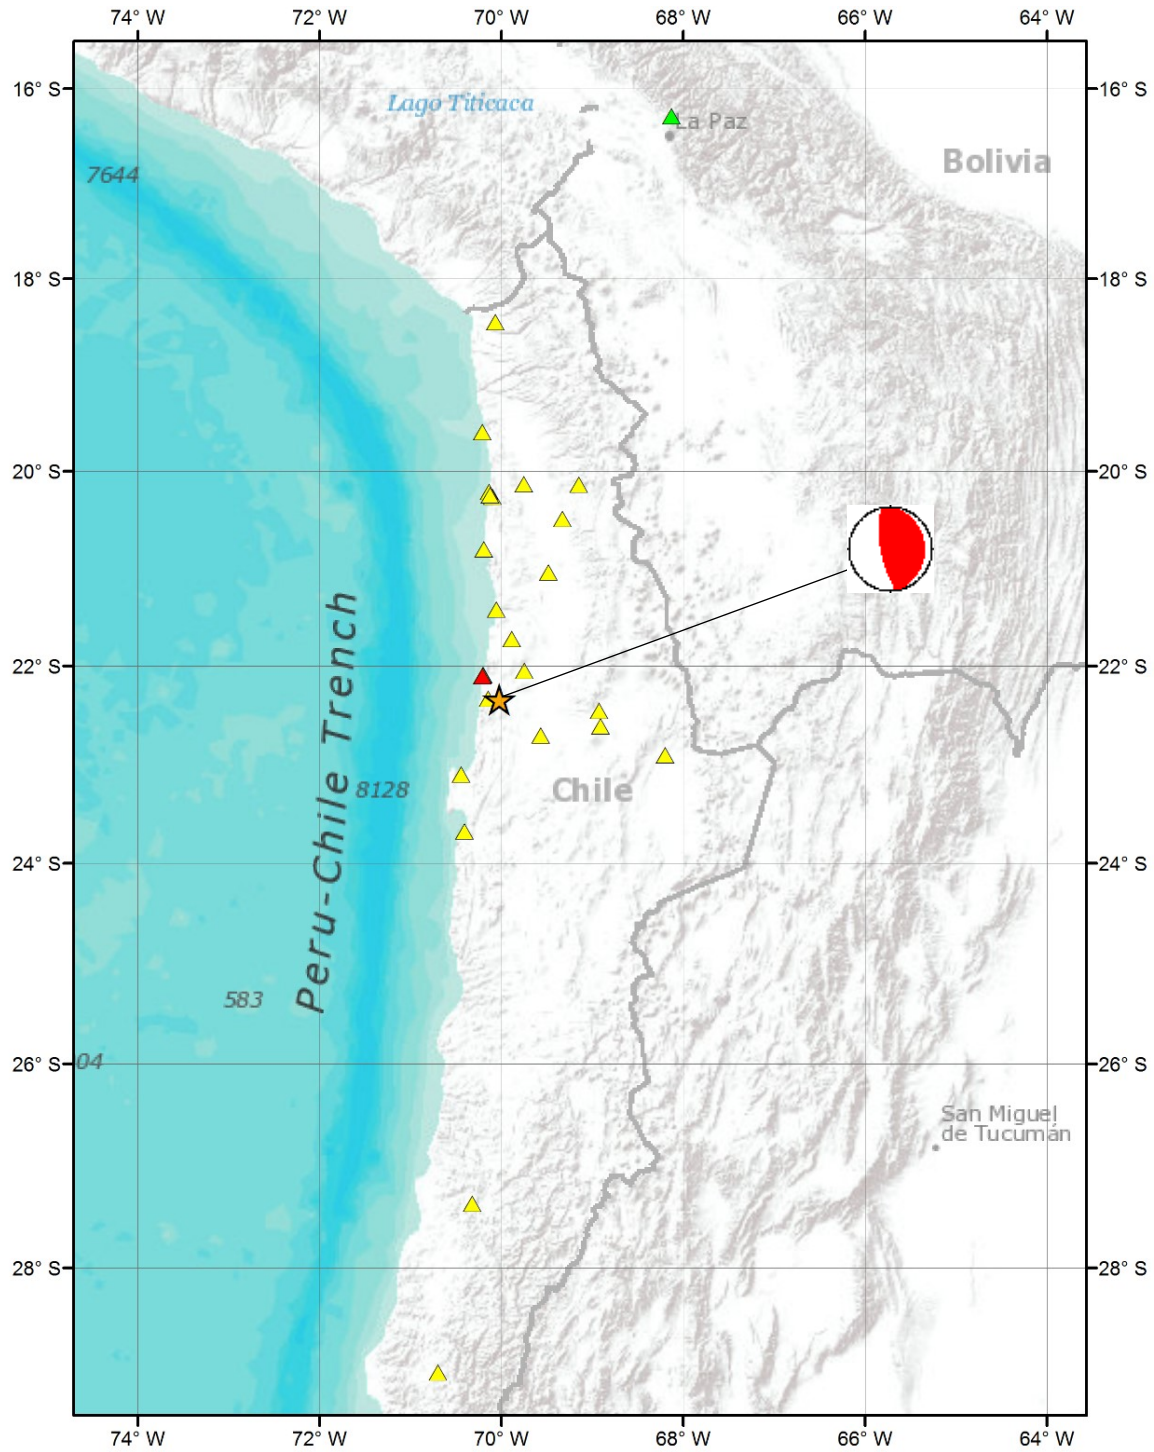 74° W 72° W 70° W 68° W 66° W 64° W
16° S 16° S
Lago Titicaca
La Paz
Bolivia
7644
18° S 18° S
20° S 20° S
22° S 22° S
Peru-Chile Trench
Chile
8128
24° S 24° S
583
26° S 26° S
04
San Miguel
de Tucumán
28° S 28° S
74° W 72° W 70° W 68° W 66° W 64° W